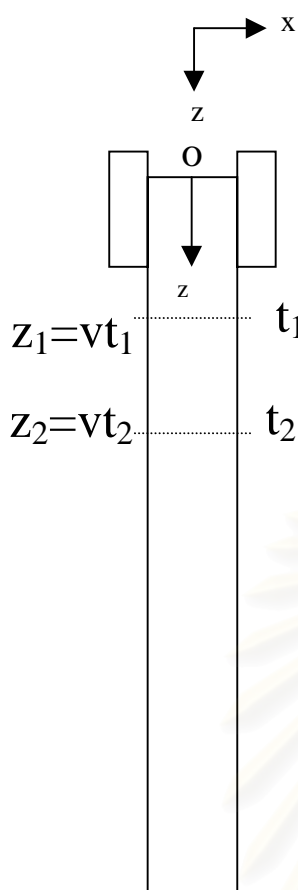 x
z
O
z
z₁=vt₁ t₁
z₂=vt₂ t₂